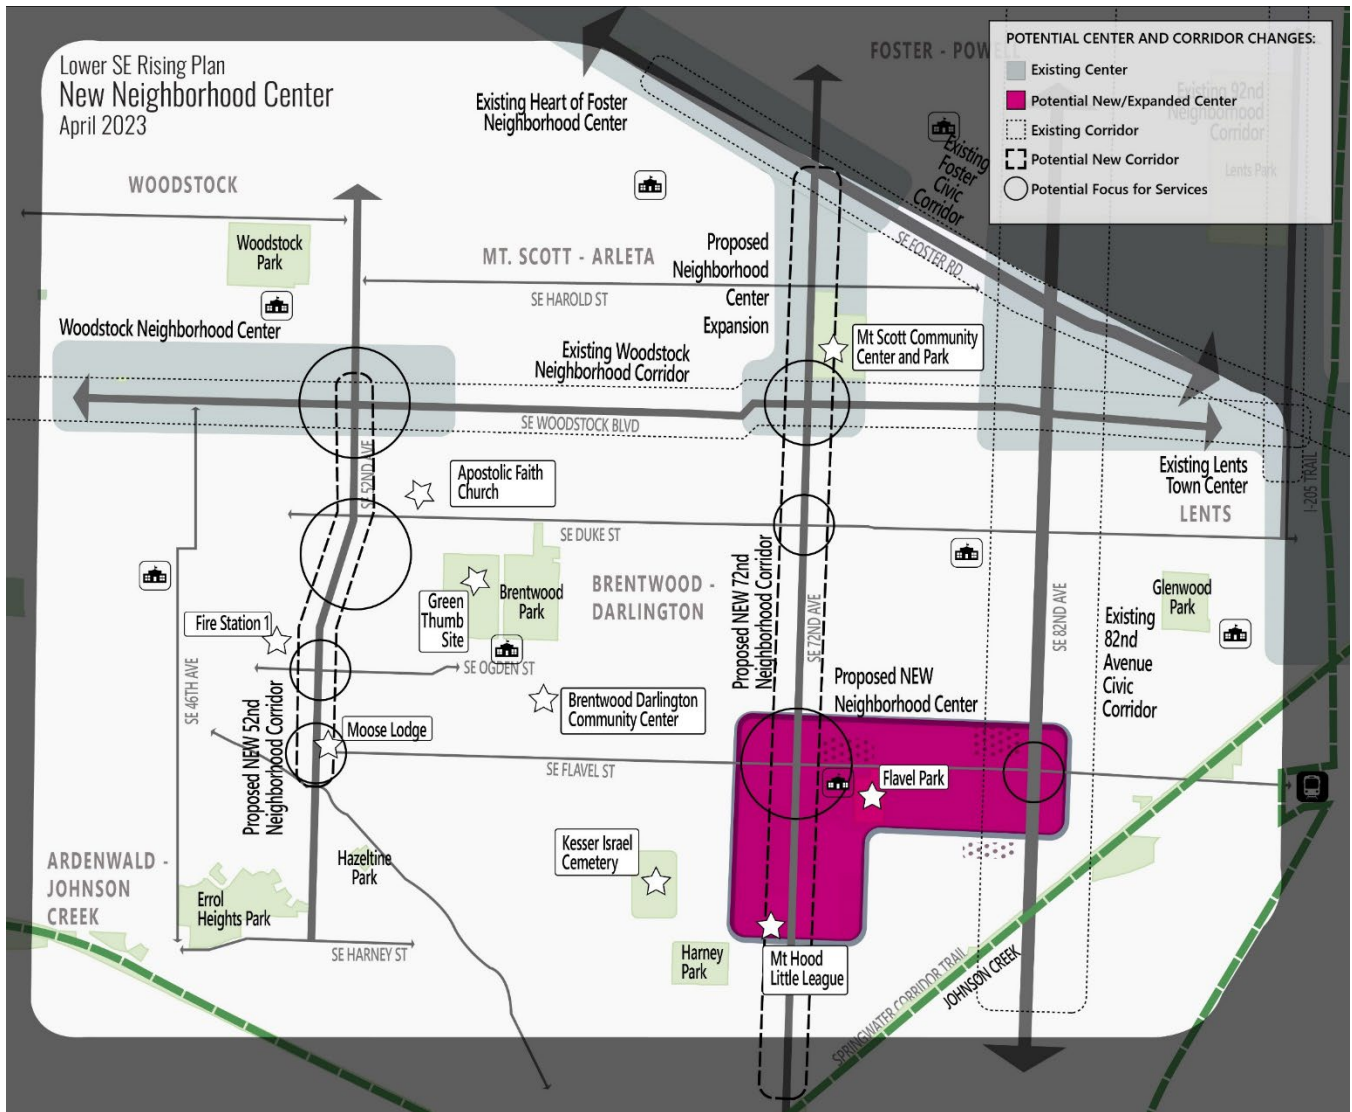 Lower SE Rising Plan
New Neighborhood Center
April 2023
FOSTER - POWELL
POTENTIAL CENTER AND CORRIDOR CHANGES:
Existing Center
Potential New/Expanded Center
Existing Corridor
Potential New Corridor
Potential Focus for Services
Existing 92nd
Neighborhood
Corridor
Lents Park
Existing Heart of Foster
Neighborhood Center
Existing
Foster
Civic
Corridor
WOODSTOCK
Woodstock
Park
MT. SCOTT - ARLETA
Proposed
Neighborhood
Center
Expansion
SE FOSTER RD
SE HAROLD ST
Woodstock Neighborhood Center
Existing Woodstock
Neighborhood Corridor
Mt Scott Community
Center and Park
SE WOODSTOCK BLVD
SE 52ND AVE
Apostolic Faith
Church
Existing Lents
Town Center
LENTS
I-205 TRAIL
SE DUKE ST
Green
Thumb
Site
Brentwood
Park
BRENTWOOD -
DARLINGTON
Proposed NEW 72nd
Neighborhood Corridor
SE 72ND AVE
SE 82ND AVE
Glenwood
Park
Existing
82nd
Avenue
Civic
Corridor
Fire Station 1
SE OGDEN ST
SE 46TH AVE
Proposed NEW 52nd
Neighborhood Corridor
Moose Lodge
Brentwood Darlington
Community Center
Proposed NEW
Neighborhood Center
SE FLAVEL ST
Flavel Park
Kesser Israel
Cemetery
ARDENWALD -
JOHNSON
CREEK
Hazeltine
Park
Errol
Heights Park
SE HARNEY ST
Harney
Park
Mt Hood
Little League
SPRINGWATER CORRIDOR TRAIL
JOHNSON CREEK